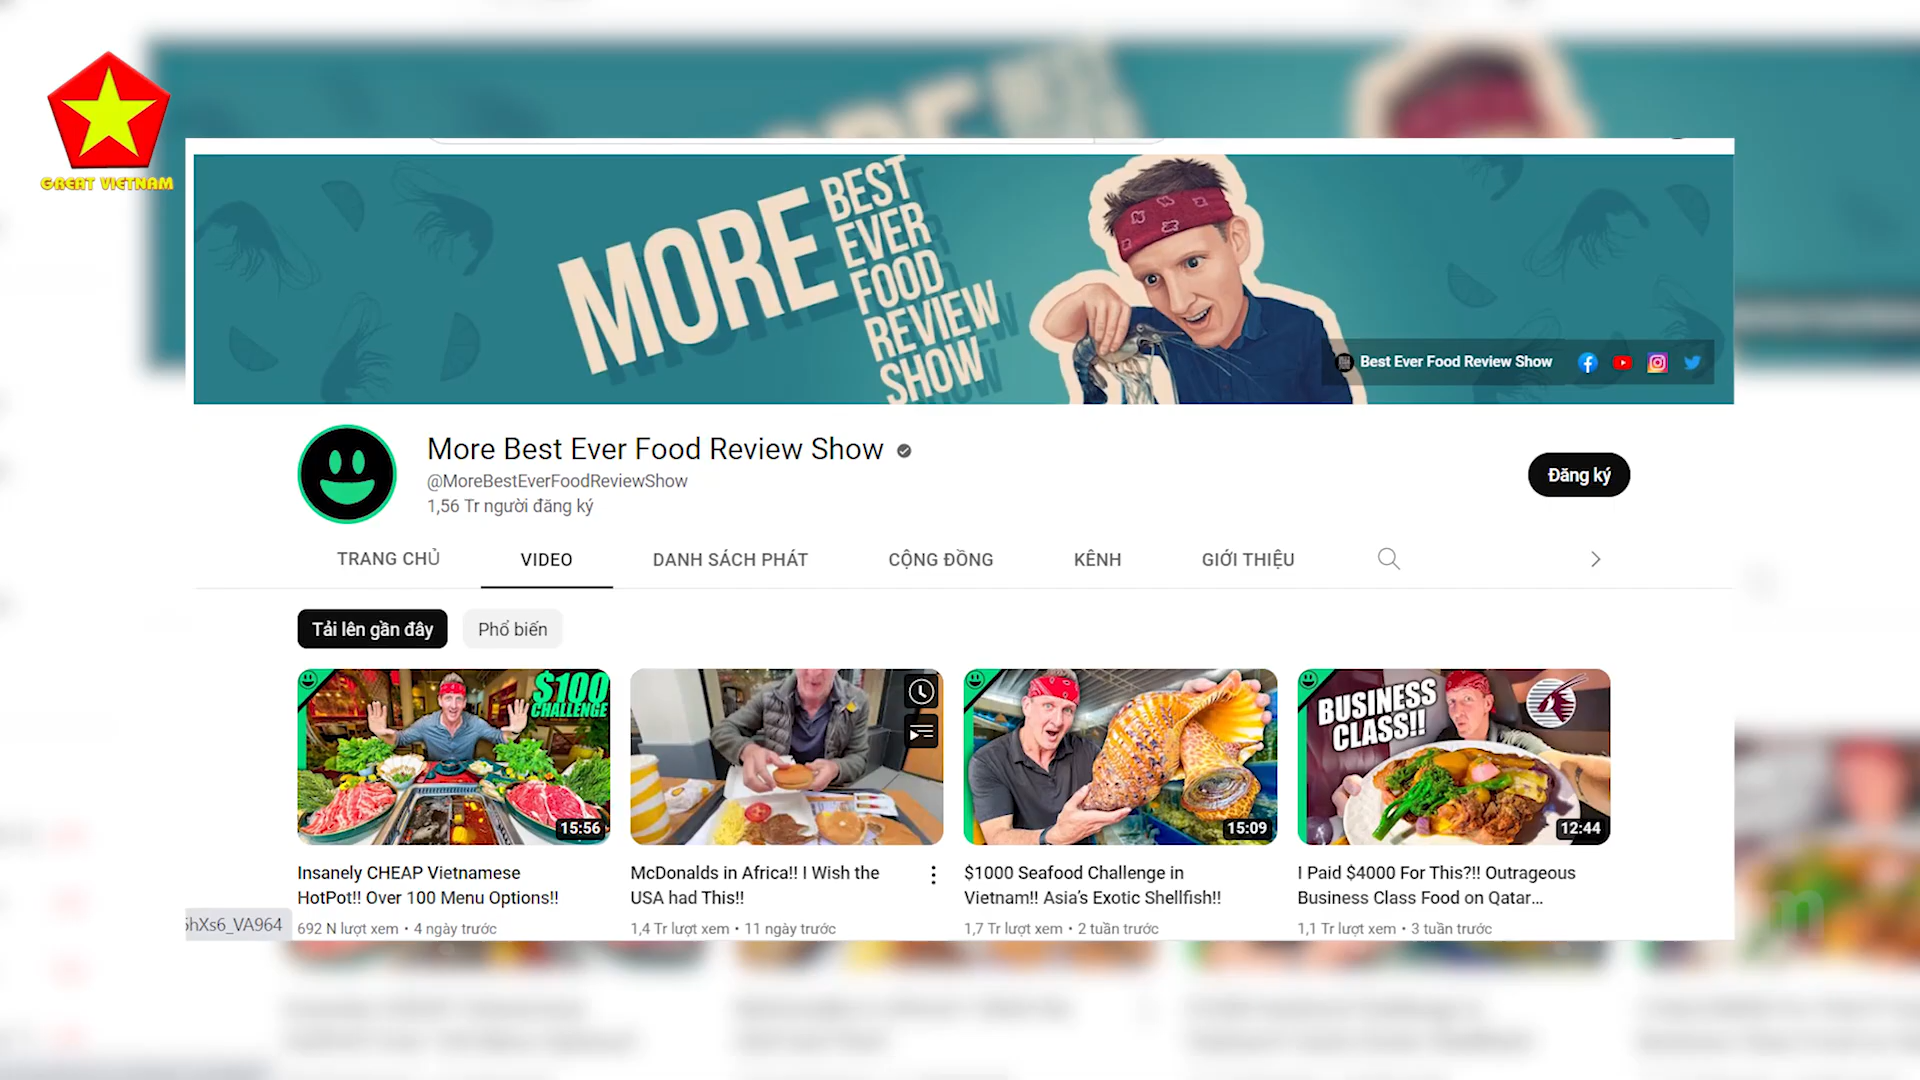 GREAT VIETNAM
MORE
BEST
EVER
FOOD
REVIEW
SHOW
Best Ever Food Review Show
More Best Ever Food Review Show
@MoreBestEverFoodReviewShow
1,56 Tr người đăng ký
Đăng ký
TRANG CHỦ VIDEO DANH SÁCH PHÁT CỘNG ĐỒNG KÊNH GIỚI THIỆU
Tải lên gần đây Phổ biến
$100
CHALLENGE
15:56
15:09
BUSINESS
CLASS!!
12:44
Insanely CHEAP Vietnamese
HotPot!! Over 100 Menu Options!!
692 N lượt xem • 4 ngày trước
McDonalds in Africa!! I Wish the
USA had This!!
1,4 Tr lượt xem • 11 ngày trước
$1000 Seafood Challenge in
Vietnam!! Asia’s Exotic Shellfish!!
1,7 Tr lượt xem • 2 tuần trước
I Paid $4000 For This?!! Outrageous
Business Class Food on Qatar...
1,1 Tr lượt xem • 3 tuần trước
hXs6_VA964